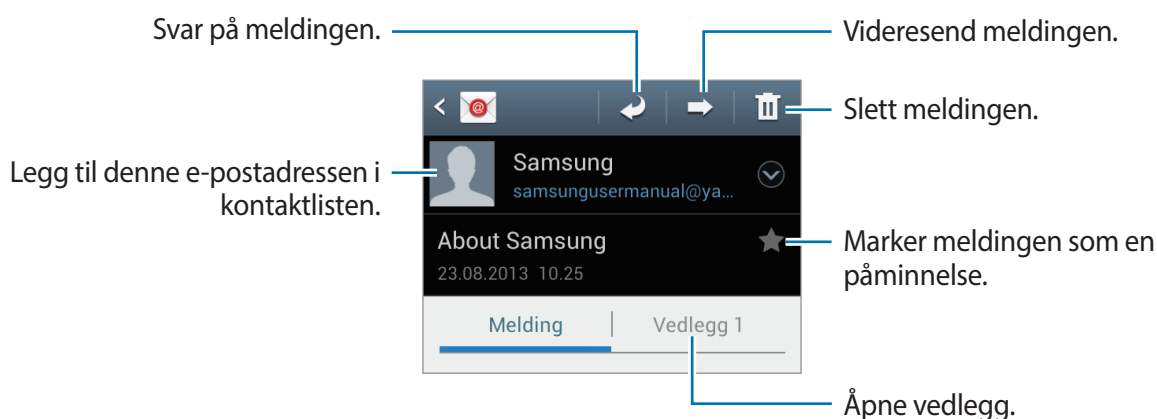 Svar på meldingen.
Videresend meldingen.
Slett meldingen.
Legg til denne e-postadressen i
kontaktlisten.
Samsung
samsungusermanual@ya...
About Samsung
23.08.2013 10.25
Marker meldingen som en
påminnelse.
Melding
Vedlegg 1
Åpne vedlegg.